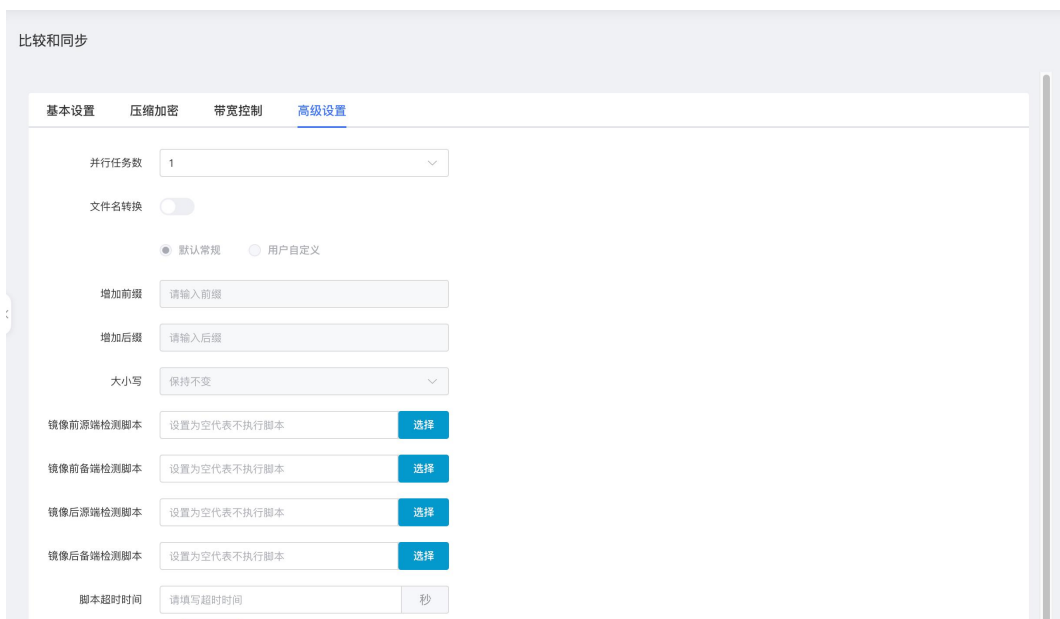 比较和同步
基本设置 压缩加密 带宽控制 高级设置
并行任务数 1
文件名转换
默认常规 用户自定义
增加前缀 请输入前缀
增加后缀 请输入后缀
大小写 保持不变
镜像前源端检测脚本 设置为空代表不执行脚本 选择
镜像前备端检测脚本 设置为空代表不执行脚本 选择
镜像后源端检测脚本 设置为空代表不执行脚本 选择
镜像后备端检测脚本 设置为空代表不执行脚本 选择
脚本超时时间 请填写超时时间 秒